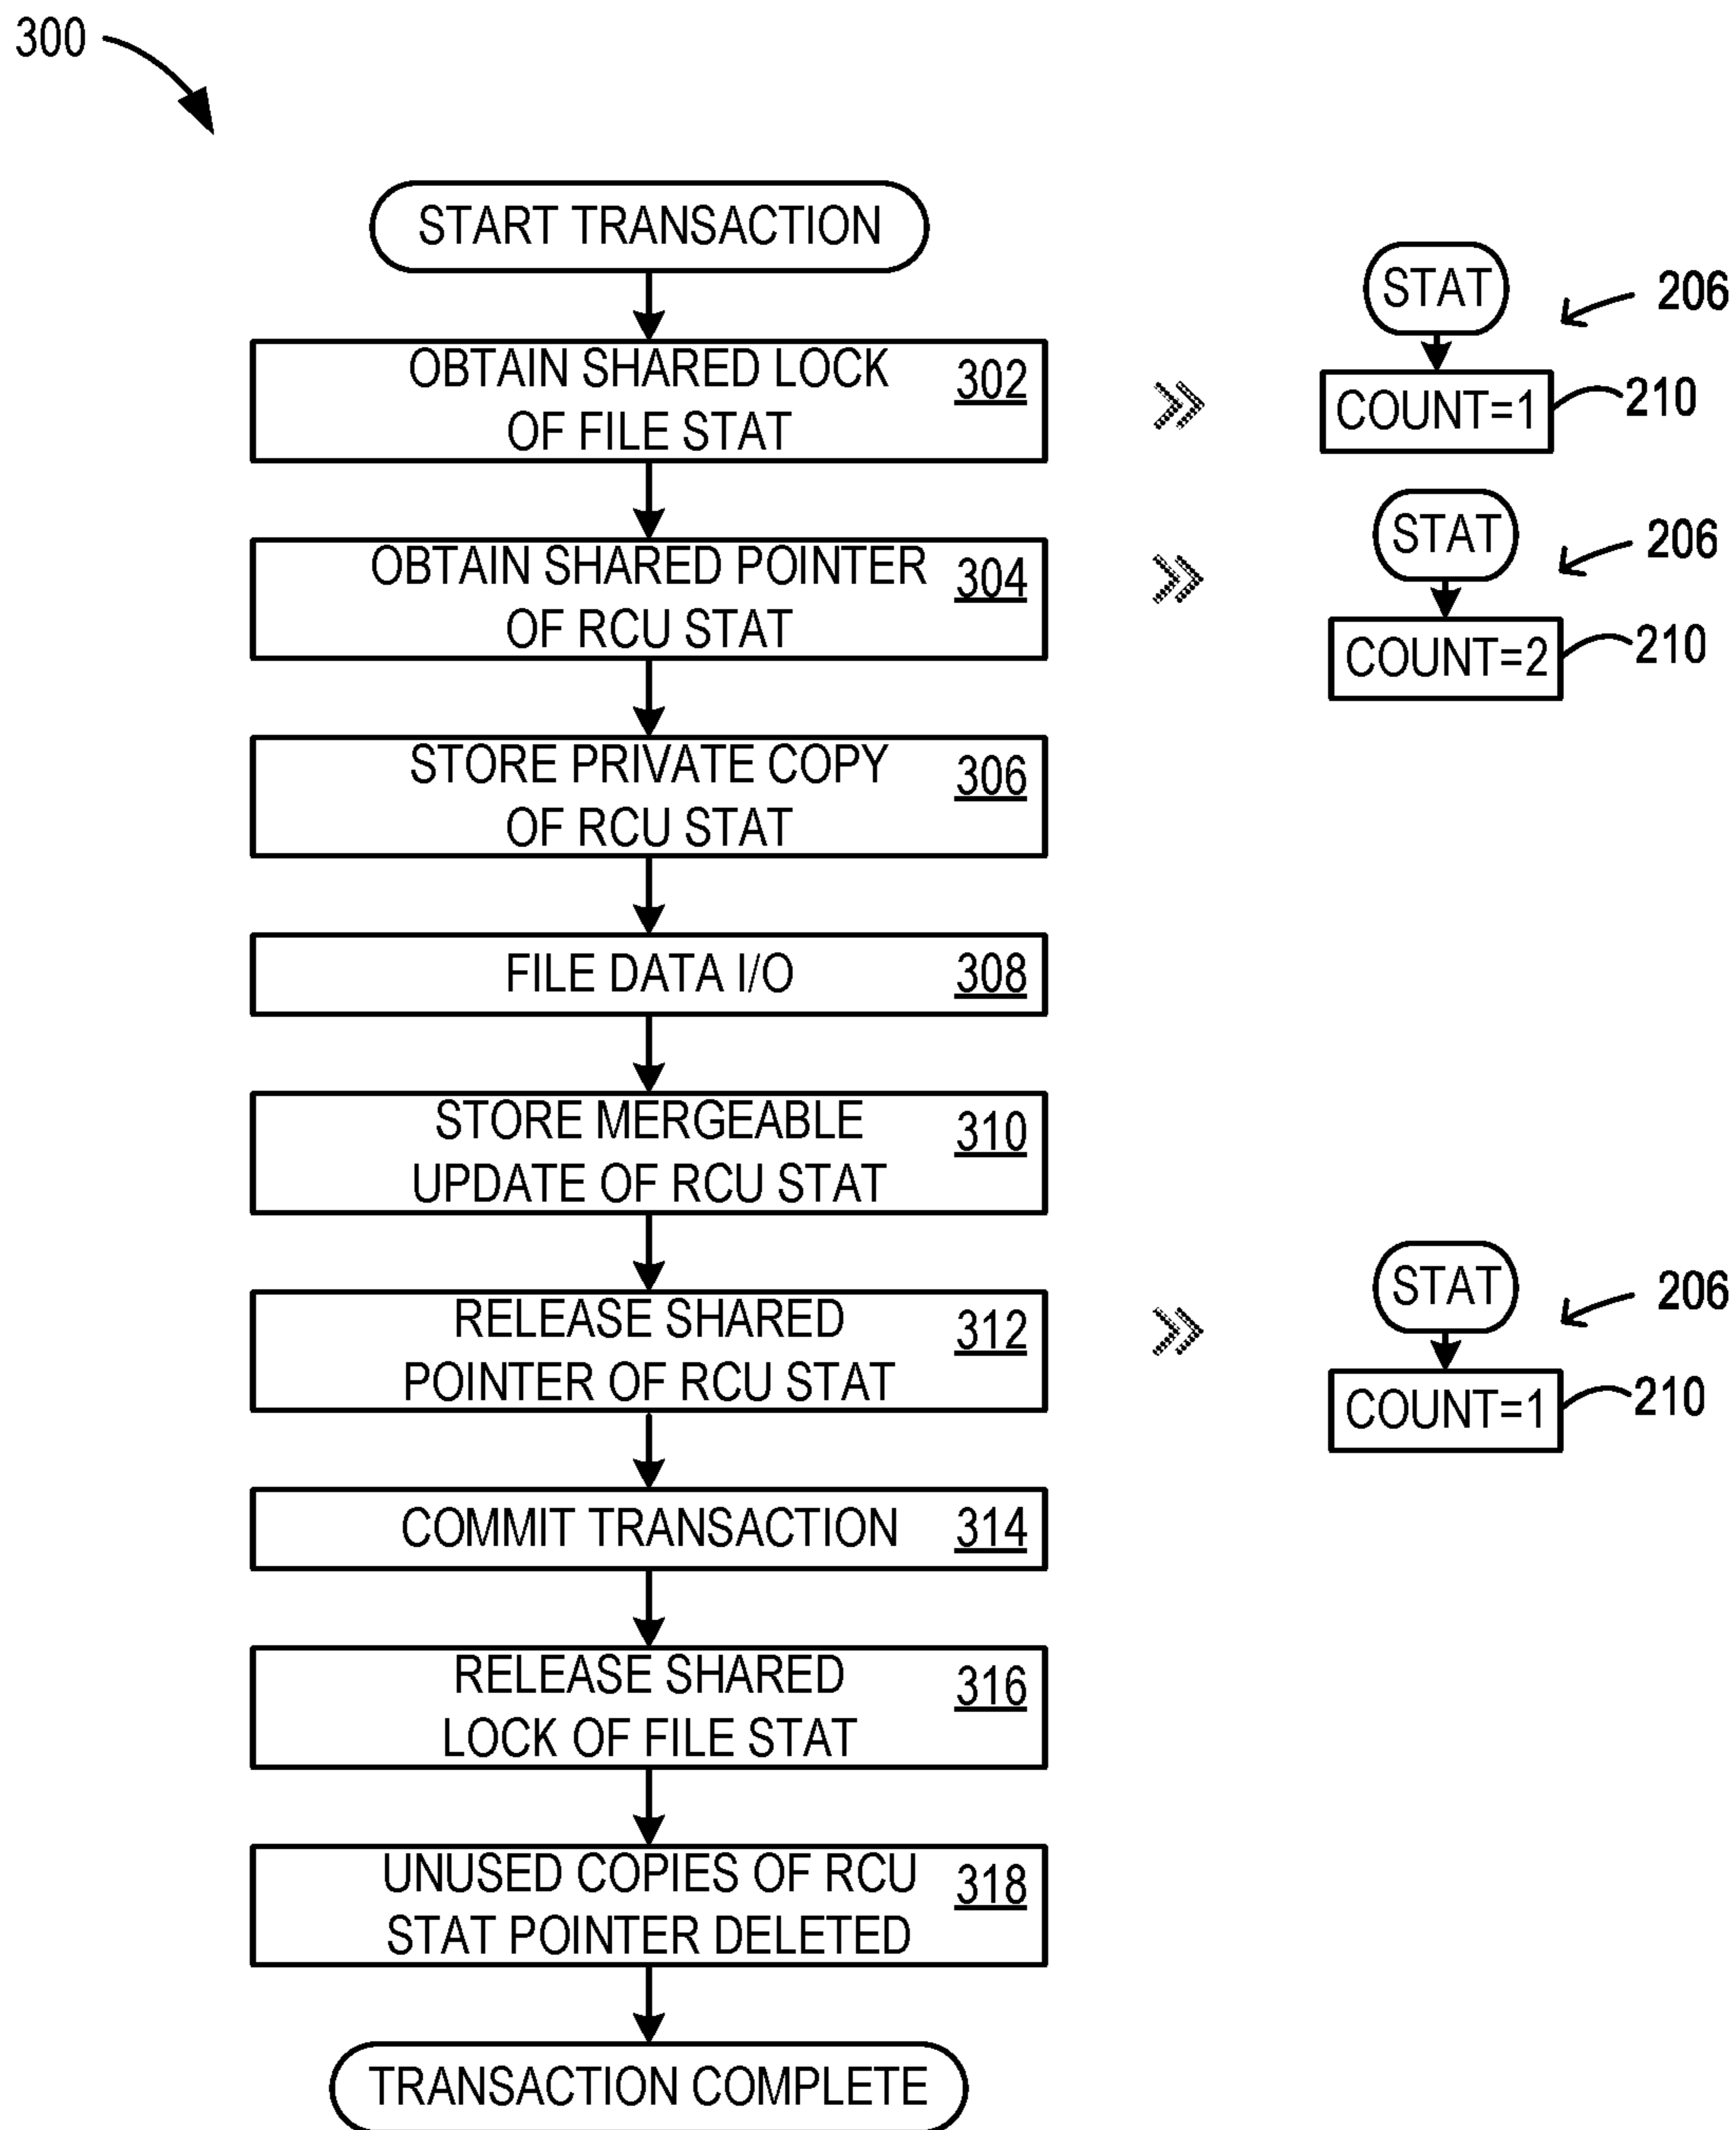 300
START TRANSACTION
STAT
206
OBTAIN SHARED LOCK
OF FILE STAT
302
COUNT=1
210
STAT
206
OBTAIN SHARED POINTER
OF RCU STAT
304
COUNT=2
210
STORE PRIVATE COPY
OF RCU STAT
306
FILE DATA I/O
308
STORE MERGEABLE
UPDATE OF RCU STAT
310
STAT
206
RELEASE SHARED
POINTER OF RCU STAT
312
COUNT=1
210
COMMIT TRANSACTION
314
RELEASE SHARED
LOCK OF FILE STAT
316
UNUSED COPIES OF RCU
STAT POINTER DELETED
318
TRANSACTION COMPLETE